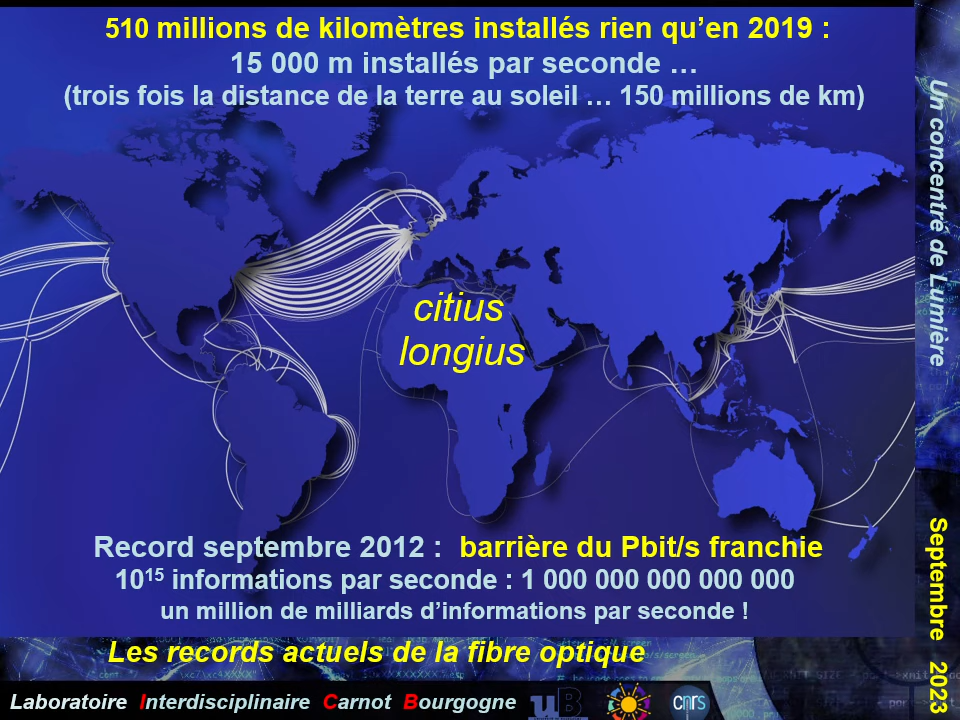 510 millions de kilomètres installés rien qu’en 2019 :
15 000 m installés par seconde …
(trois fois la distance de la terre au soleil … 150 millions de km)
citius
longius
Record septembre 2012 : barrière du Pbit/s franchie
10¹⁵ informations par seconde : 1 000 000 000 000 000
un million de milliards d’informations par seconde !
Les records actuels de la fibre optique
Laboratoire Interdisciplinaire Carnot Bourgogne
uB
cnrs
Un concentré de Lumière
Septembre 2023